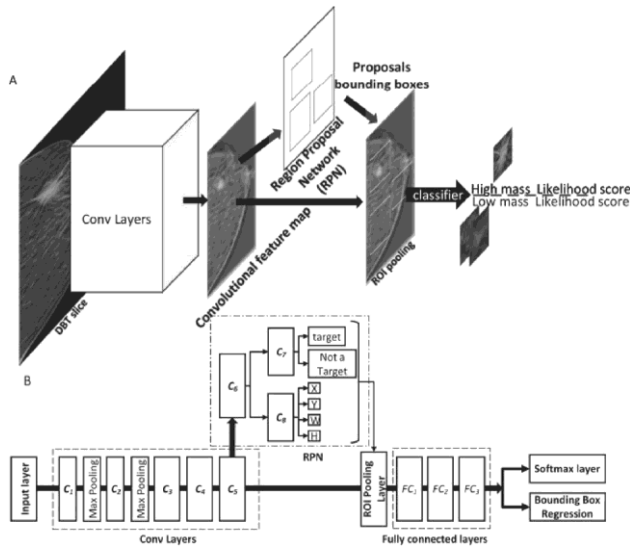 A
Conv Layers
DBT slice
Convolutional feature map
Region Proposal
Network
(RPN)
Proposals
bounding boxes
ROI pooling
classifier
High mass Likelihood score
Low mass Likelihood score
B
Input layer
C1
Max Pooling
C2
Max Pooling
C3
C4
C5
Conv Layers
C6
C7
C8
target
Not a
Target
X
Y
W
H
RPN
ROI Pooling
Layer
FC1
FC2
FC3
Fully connected layers
Softmax layer
Bounding Box
Regression